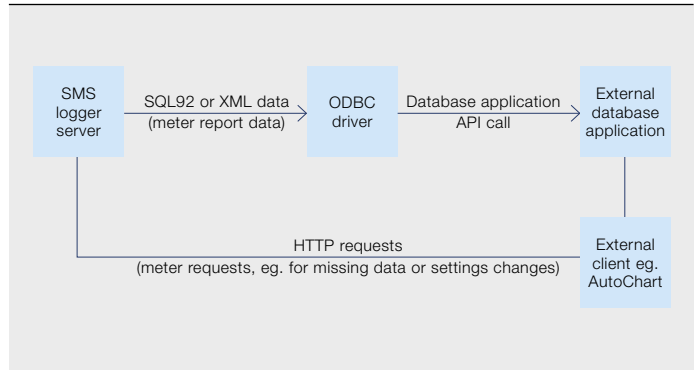 SMS
logger
server
SQL92 or XML data
(meter report data)
ODBC
driver
Database application
API call
External
database
application
HTTP requests
(meter requests, eg. for missing data or settings changes)
External
client eg.
AutoChart